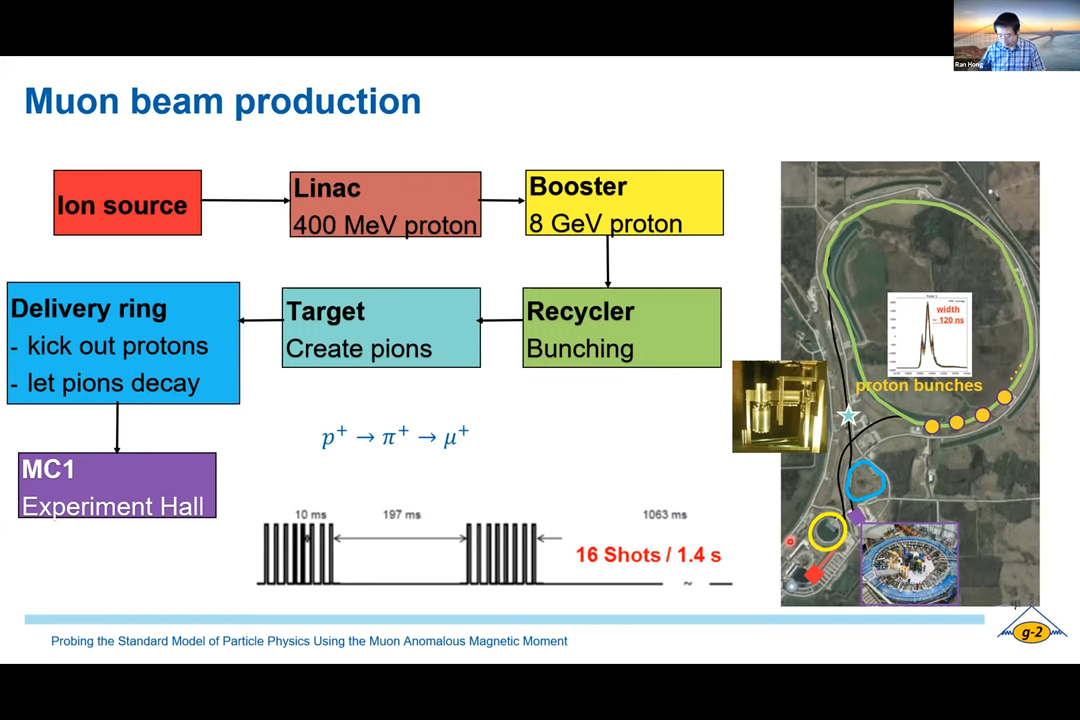 Ran Hong
Muon beam production
Ion source
Linac
400 MeV proton
Booster
8 GeV proton
Delivery ring
- kick out protons
- let pions decay
Target
Create pions
Recycler
Bunching
p⁺ → π⁺ → μ⁺
MC1
Experiment Hall
10 ms
197 ms
1063 ms
16 Shots / 1.4 s
~
width
~ 120 ns
proton bunches
Probing the Standard Model of Particle Physics Using the Muon Anomalous Magnetic Moment
g-2